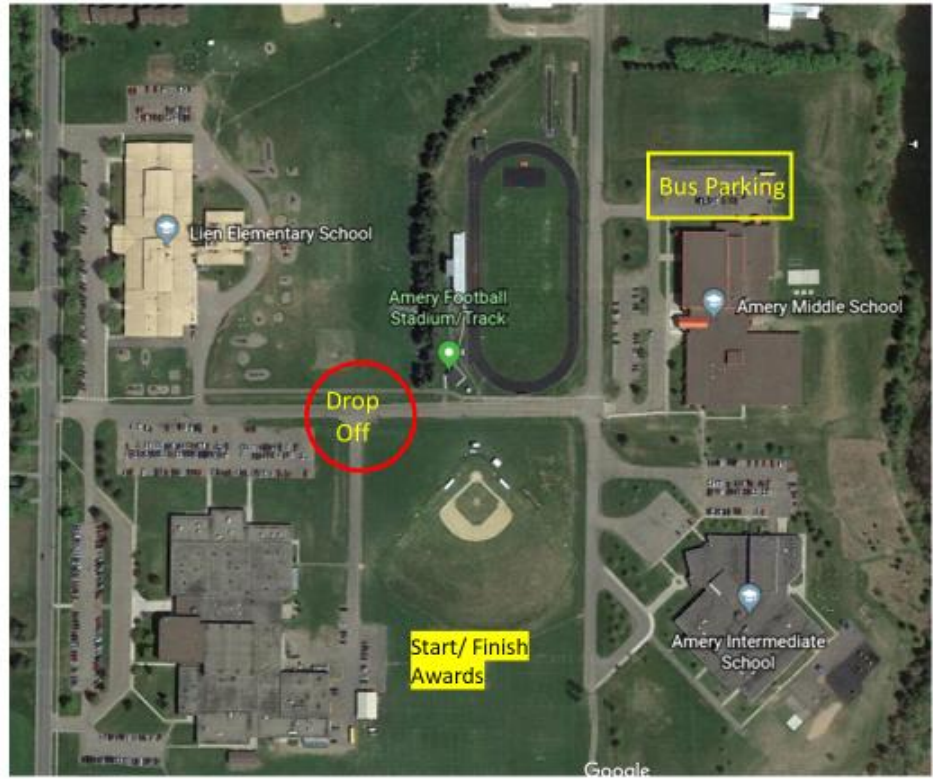 Bus Parking
Lien Elementary School
Amery Football
Stadium/Track
Amery Middle School
Drop
Off
Start/ Finish
Awards
Amery Intermediate
School
Google